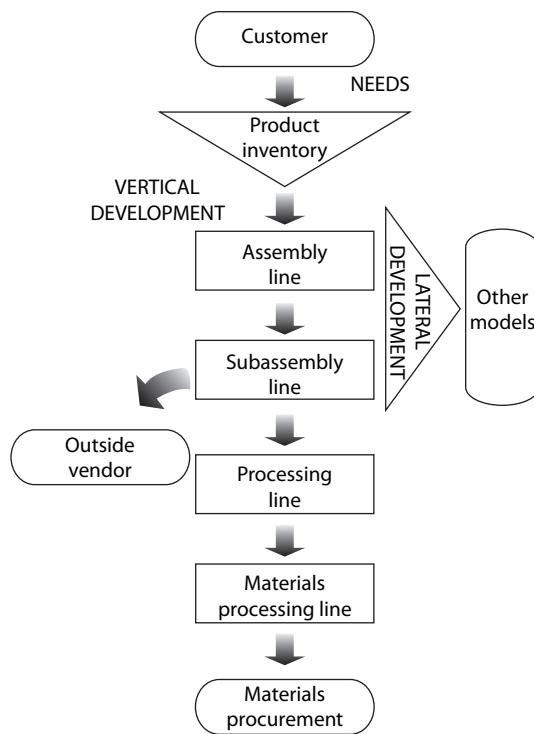 Customer
NEEDS
Product
inventory
VERTICAL
DEVELOPMENT
Assembly
line
LATERAL
DEVELOPMENT
Other
models
Subassembly
line
Outside
vendor
Processing
line
Materials
processing line
Materials
procurement